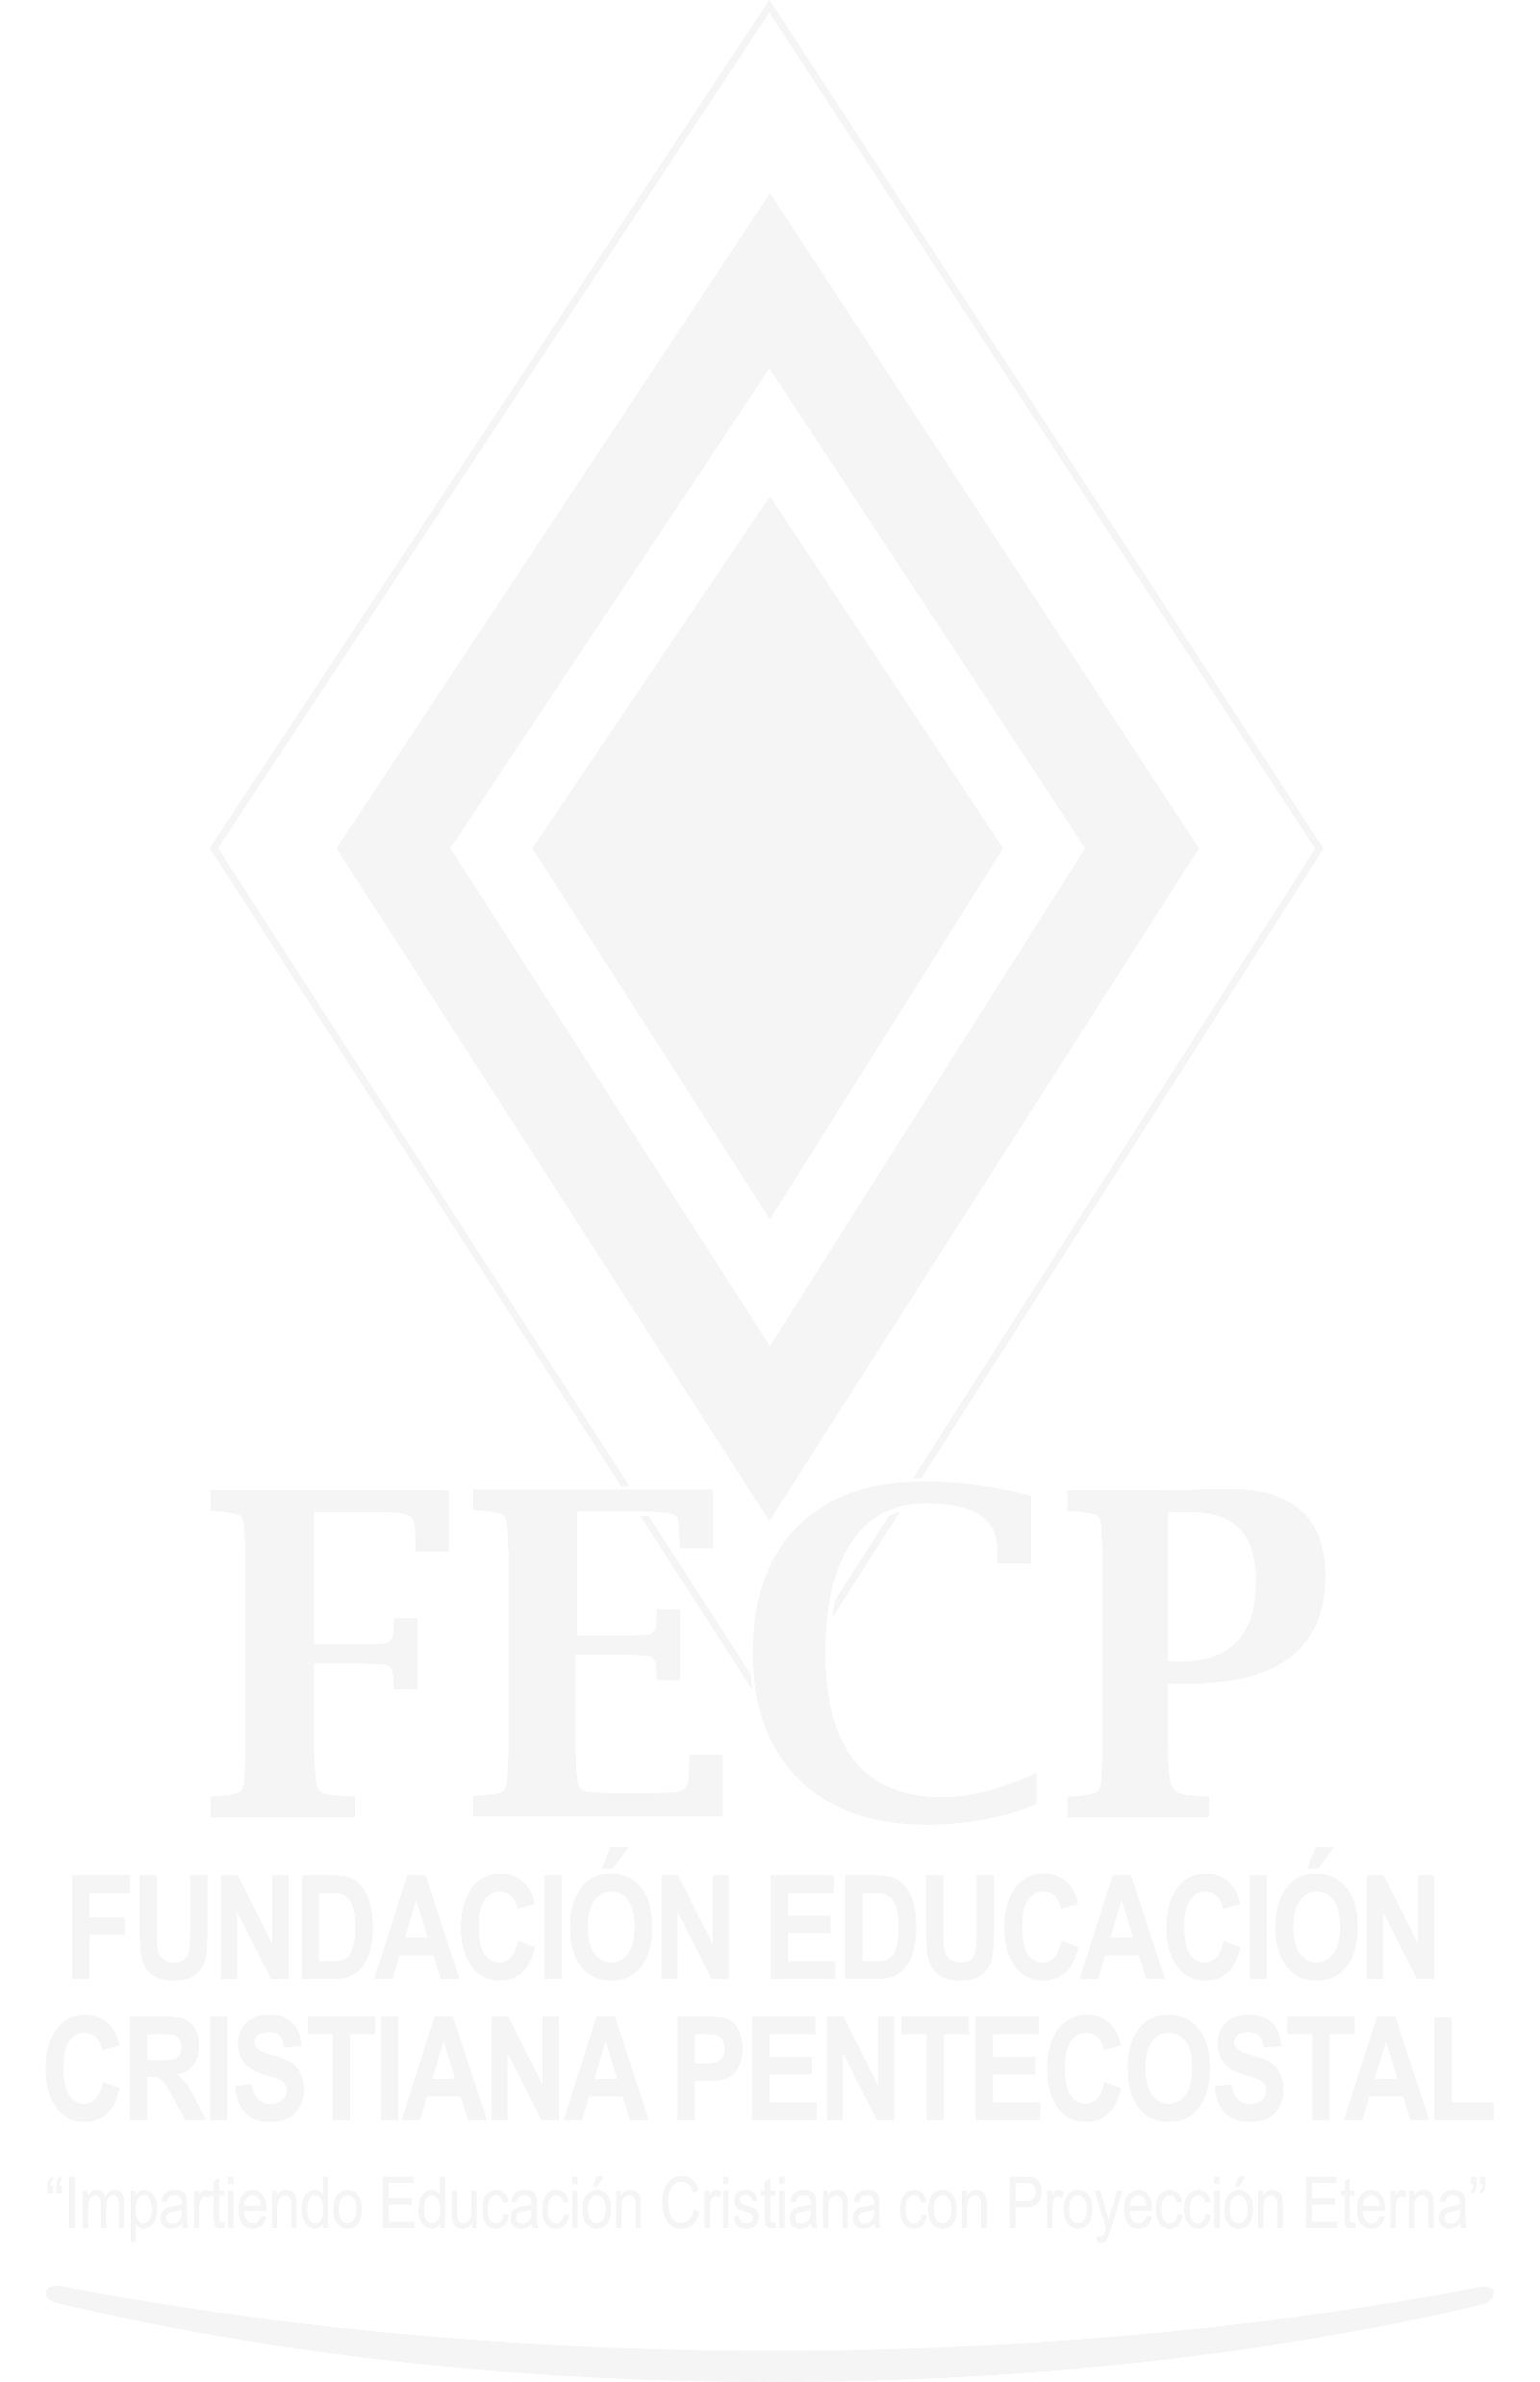 FECP
FUNDACIÓN EDUCACIÓN
CRISTIANA PENTECOSTAL
“Impartiendo Educación Cristiana con Proyección Eterna”